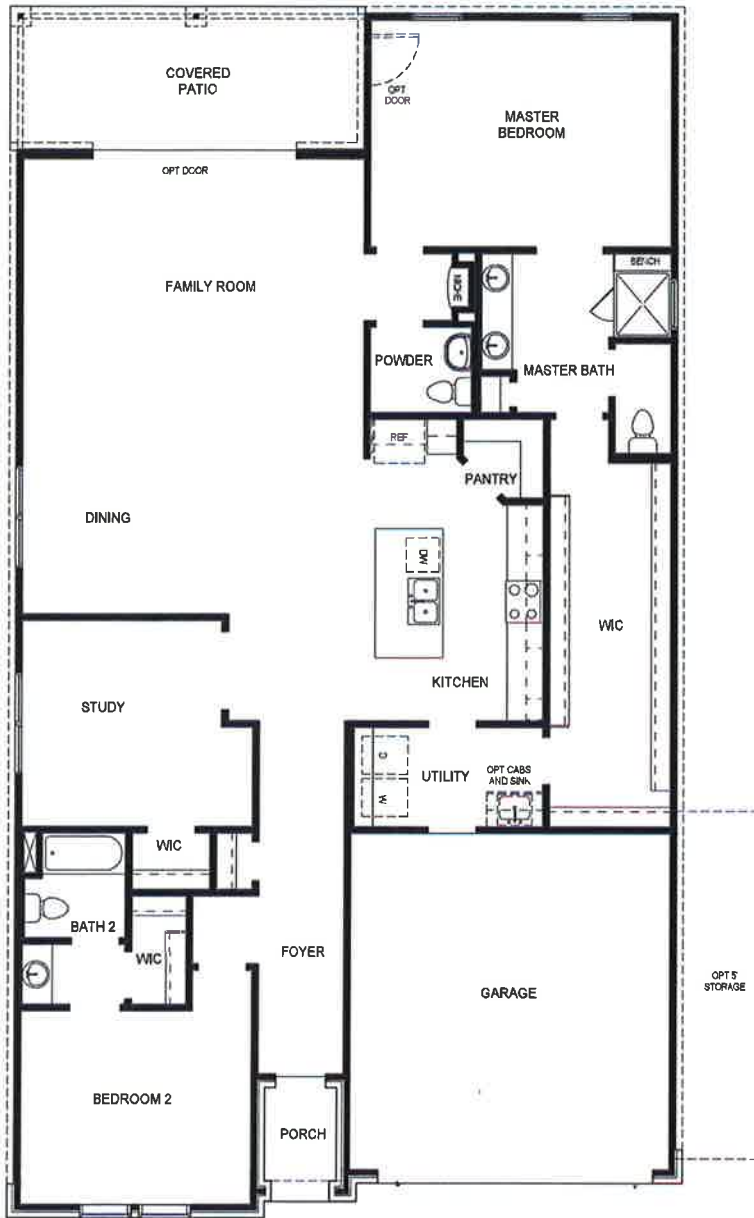 COVERED
PATIO
OPT
DOOR
MASTER
BEDROOM
OPT DOOR
BENCH
FAMILY ROOM
NICHE
POWDER
MASTER BATH
REF
PANTRY
DINING
DW
WIC
KITCHEN
STUDY
UTILITY
OPT CABS
AND SINK
W
WIC
BATH 2
WIC
FOYER
OPT 5'
STORAGE
GARAGE
BEDROOM 2
PORCH